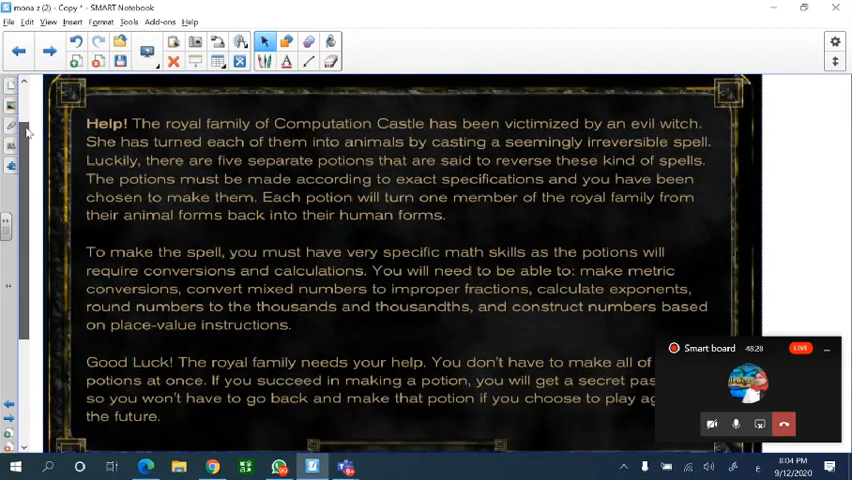 mona z (2) - Copy * - SMART Notebook
File Edit View Insert Format Tools Add-ons Help
Help! The royal family of Computation Castle has been victimized by an evil witch.
She has turned each of them into animals by casting a seemingly irreversible spell.
Luckily, there are five separate potions that are said to reverse these kind of spells.
The potions must be made according to exact specifications and you have been
chosen to make them. Each potion will turn one member of the royal family from
their animal forms back into their human forms.
To make the spell, you must have very specific math skills as the potions will
require conversions and calculations. You will need to be able to: make metric
conversions, convert mixed numbers to improper fractions, calculate exponents,
round numbers to the thousands and thousandths, and construct numbers based
on place-value instructions.
Good Luck! The royal family needs your help. You don't have to make all of
potions at once. If you succeed in making a potion, you will get a secret pas
so you won't have to go back and make that potion if you choose to play ag
the future.
Smart board 48:28 LIVE
8:04 PM
9/12/2020